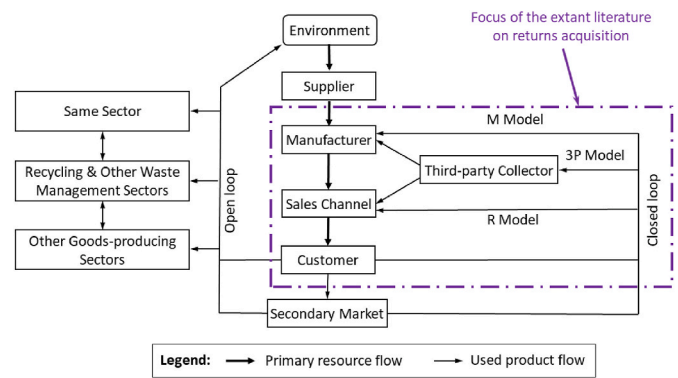 Focus of the extant literature
on returns acquisition
Environment
Supplier
Same Sector
M Model
Manufacturer
3P Model
Recycling & Other Waste
Management Sectors
Third-party Collector
Open loop
Closed loop
Sales Channel
R Model
Other Goods-producing
Sectors
Customer
Secondary Market
Legend:
Primary resource flow
Used product flow